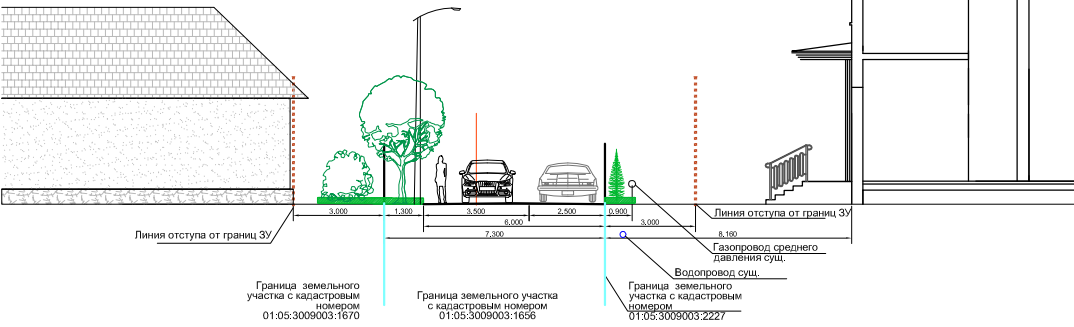 3,000
1,300
3,500
2,500
0,900
6,000
3,000
7,300
8,160
Линия отступа от границ ЗУ
Линия отступа от границ ЗУ
Газопровод среднего
давления сущ.
Водопровод сущ.
Граница земельного
участка с кадастровым
номером
01:05:3009003:1670
Граница земельного участка
с кадастровым номером
01:05:3009003:1656
Граница земельного
участка с кадастровым
номером
01:05:3009003:2227